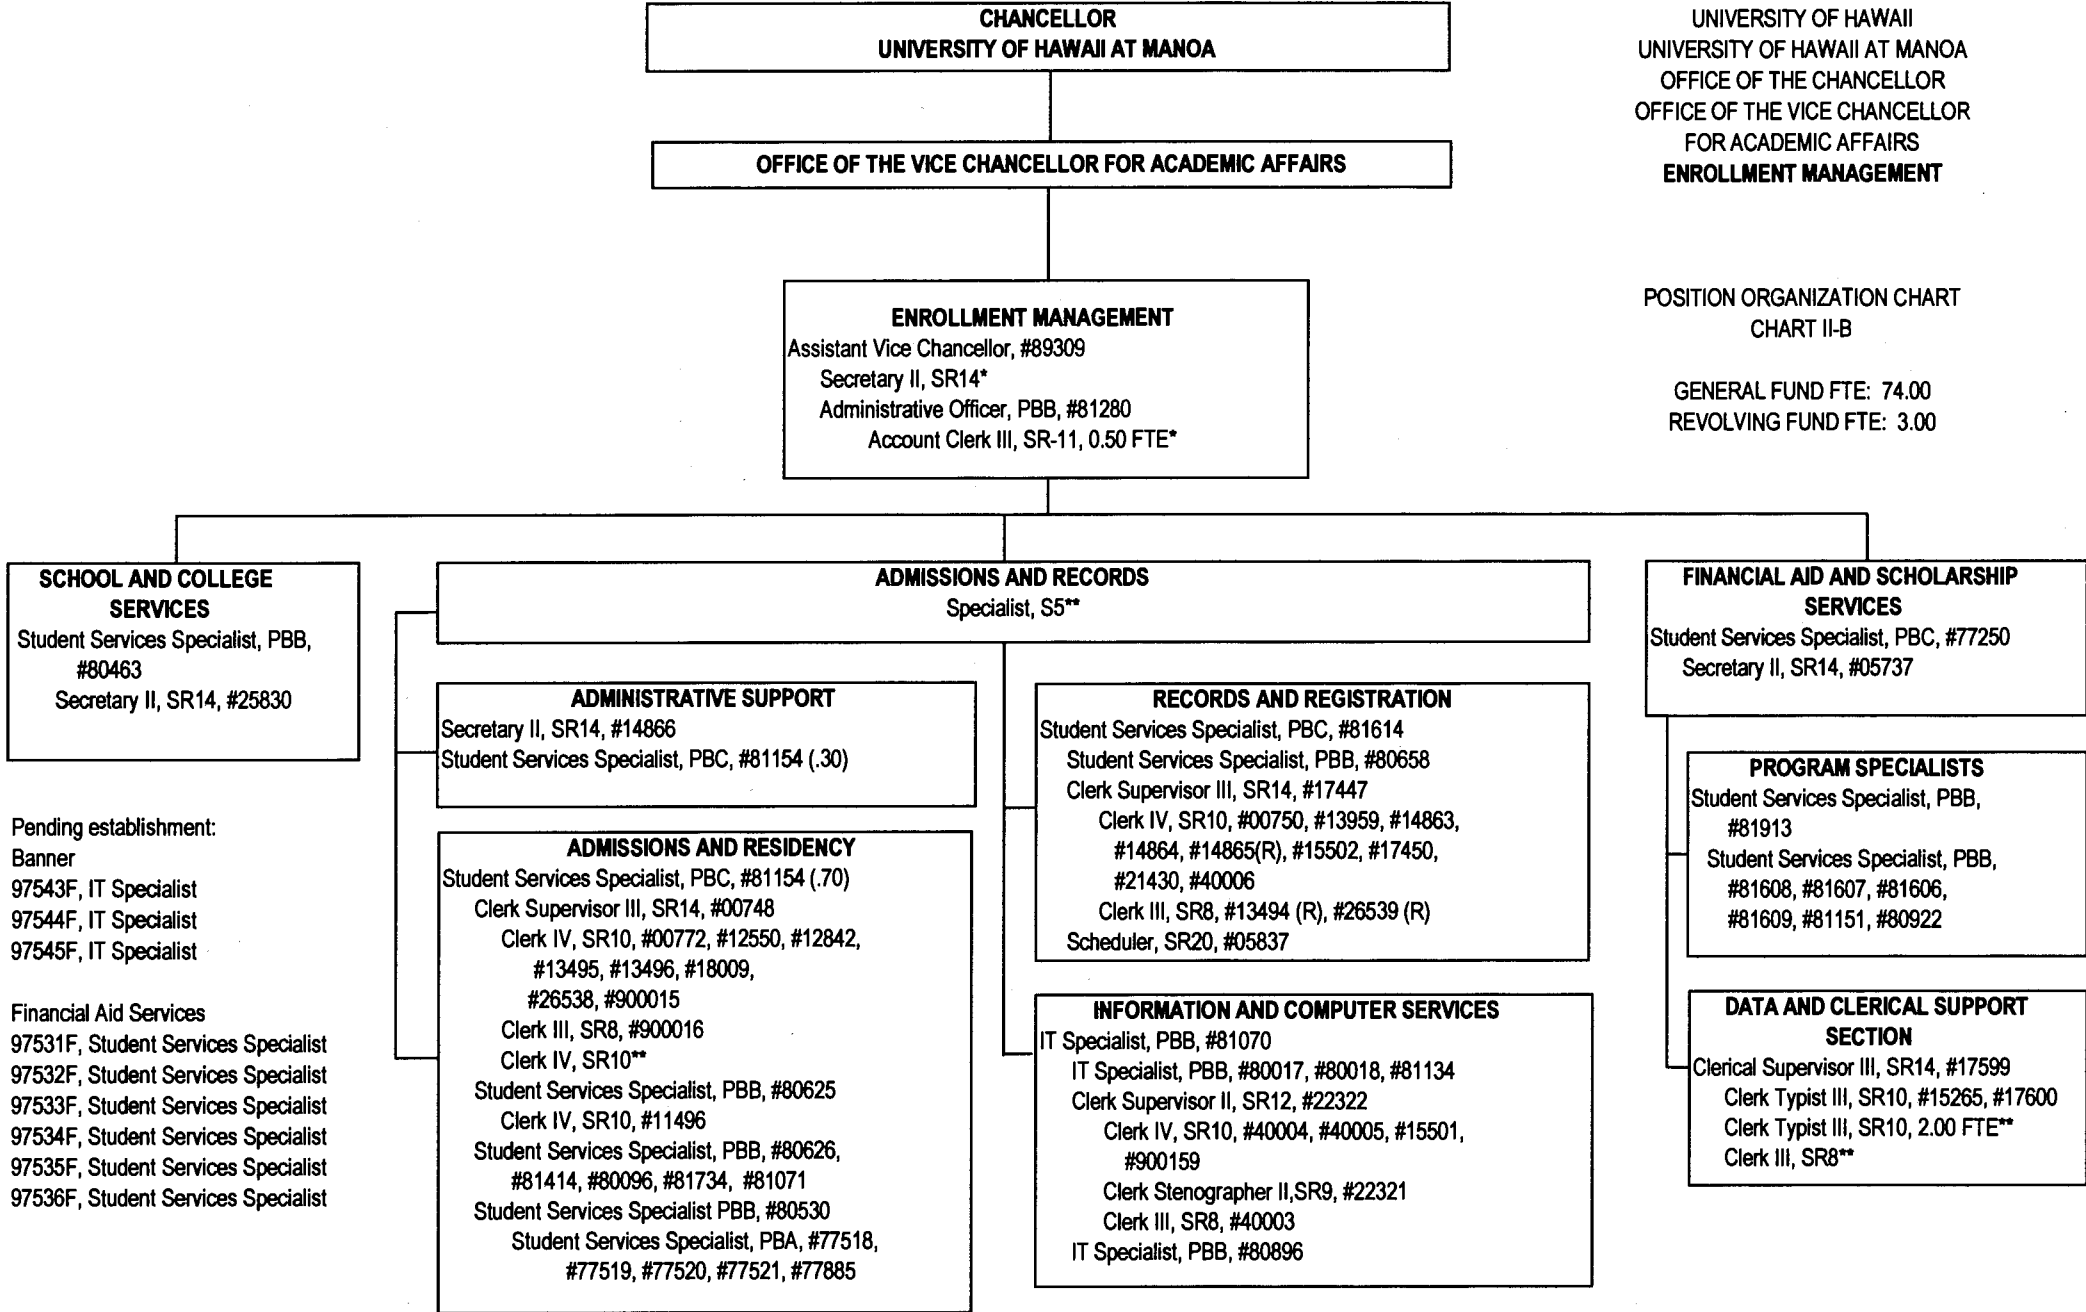 CHANCELLOR
UNIVERSITY OF HAWAII AT MANOA
OFFICE OF THE VICE CHANCELLOR FOR ACADEMIC AFFAIRS
UNIVERSITY OF HAWAII
UNIVERSITY OF HAWAII AT MANOA
OFFICE OF THE CHANCELLOR
OFFICE OF THE VICE CHANCELLOR
FOR ACADEMIC AFFAIRS
ENROLLMENT MANAGEMENT
POSITION ORGANIZATION CHART
CHART II-B
GENERAL FUND FTE: 74.00
REVOLVING FUND FTE: 3.00
ENROLLMENT MANAGEMENT
Assistant Vice Chancellor, #89309
Secretary II, SR14*
Administrative Officer, PBB, #81280
Account Clerk III, SR-11, 0.50 FTE*
SCHOOL AND COLLEGE
SERVICES
Student Services Specialist, PBB,
#80463
Secretary II, SR14, #25830
Pending establishment:
Banner
97543F, IT Specialist
97544F, IT Specialist
97545F, IT Specialist
Financial Aid Services
97531F, Student Services Specialist
97532F, Student Services Specialist
97533F, Student Services Specialist
97534F, Student Services Specialist
97535F, Student Services Specialist
97536F, Student Services Specialist
ADMISSIONS AND RECORDS
Specialist, S5**
ADMINISTRATIVE SUPPORT
Secretary II, SR14, #14866
Student Services Specialist, PBC, #81154 (.30)
ADMISSIONS AND RESIDENCY
Student Services Specialist, PBC, #81154 (.70)
Clerk Supervisor III, SR14, #00748
Clerk IV, SR10, #00772, #12550, #12842,
#13495, #13496, #18009,
#26538, #900015
Clerk III, SR8, #900016
Clerk IV, SR10**
Student Services Specialist, PBB, #80625
Clerk IV, SR10, #11496
Student Services Specialist, PBB, #80626,
#81414, #80096, #81734, #81071
Student Services Specialist PBB, #80530
Student Services Specialist, PBA, #77518,
#77519, #77520, #77521, #77885
RECORDS AND REGISTRATION
Student Services Specialist, PBC, #81614
Student Services Specialist, PBB, #80658
Clerk Supervisor III, SR14, #17447
Clerk IV, SR10, #00750, #13959, #14863,
#14864, #14865(R), #15502, #17450,
#21430, #40006
Clerk III, SR8, #13494 (R), #26539 (R)
Scheduler, SR20, #05837
INFORMATION AND COMPUTER SERVICES
IT Specialist, PBB, #81070
IT Specialist, PBB, #80017, #80018, #81134
Clerk Supervisor II, SR12, #22322
Clerk IV, SR10, #40004, #40005, #15501,
#900159
Clerk Stenographer II,SR9, #22321
Clerk III, SR8, #40003
IT Specialist, PBB, #80896
FINANCIAL AID AND SCHOLARSHIP
SERVICES
Student Services Specialist, PBC, #77250
Secretary II, SR14, #05737
PROGRAM SPECIALISTS
Student Services Specialist, PBB,
#81913
Student Services Specialist, PBB,
#81608, #81607, #81606,
#81609, #81151, #80922
DATA AND CLERICAL SUPPORT
SECTION
Clerical Supervisor III, SR14, #17599
Clerk Typist III, SR10, #15265, #17600
Clerk Typist III, SR10, 2.00 FTE**
Clerk III, SR8**